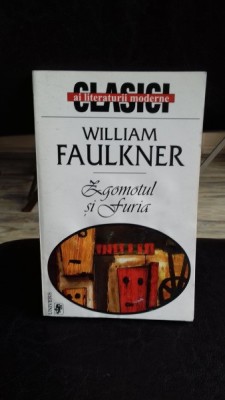 CLASICI
ai literaturii moderne
WILLIAM
FAULKNER
Zgomotul
și Furia